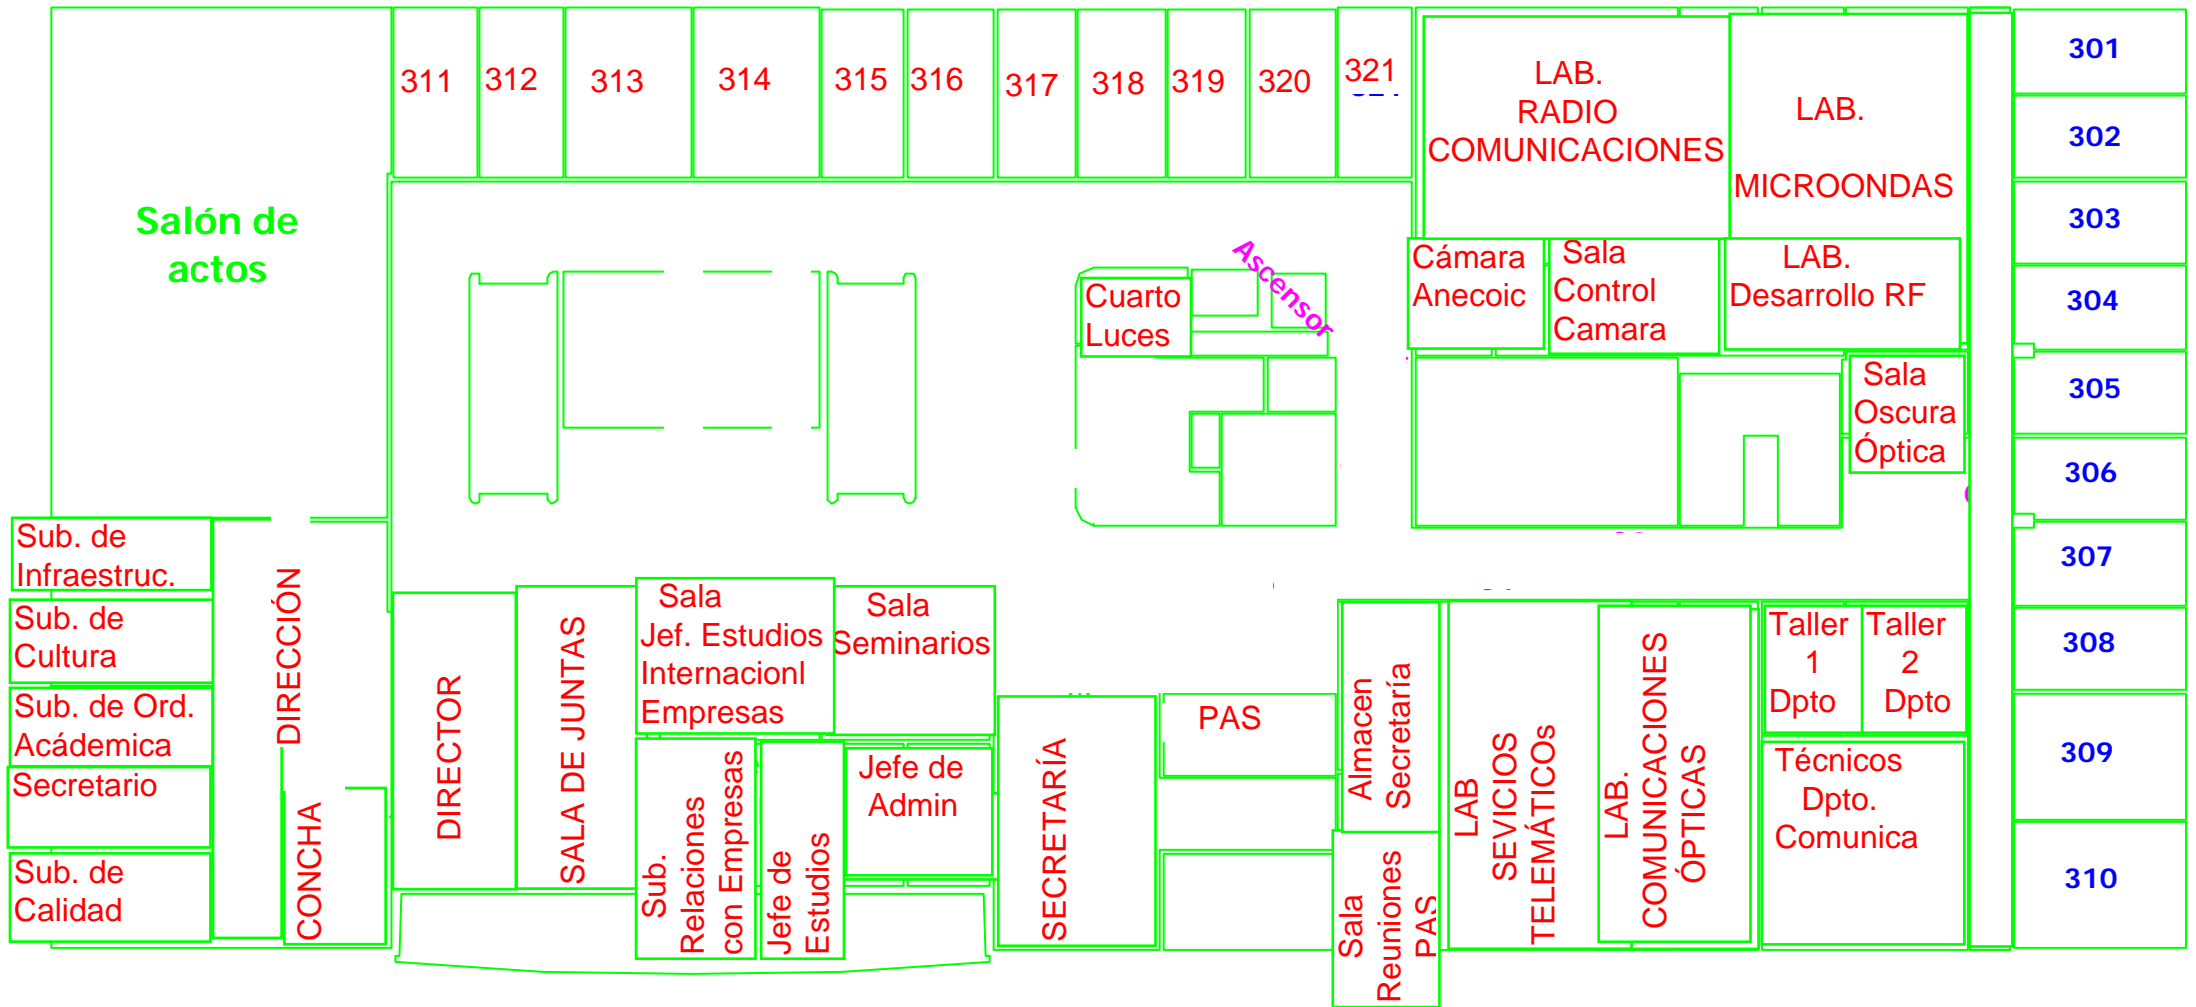 311
312
313
314
315
316
317
318
319
320
321
LAB.
RADIO
COMUNICACIONES
LAB.
MICROONDAS
301
302
303
304
305
306
307
308
309
310
Salón de
actos
Cuarto
Luces
Ascensor
Cámara
Anecoic
Sala
Control
Camara
LAB.
Desarrollo RF
Sala
Oscura
Óptica
Sub. de
Infraestruc.
Sub. de
Cultura
Sub. de Ord.
Acádemica
Secretario
Sub. de
Calidad
DIRECCIÓN
CONCHA
DIRECTOR
SALA DE JUNTAS
Sala
Jef. Estudios
Internacionl
Empresas
Sala
Seminarios
Sub.
Relaciones
con Empresas
Jefe de
Estudios
Jefe de
Admin
SECRETARÍA
PAS
Almacen
Secretaría
Sala
Reuniones
PAS
LAB
SEVICIOS
TELEMÁTICOs
LAB.
COMUNICACIONES
ÓPTICAS
Taller
1
Dpto
Taller
2
Dpto
Técnicos
Dpto.
Comunica